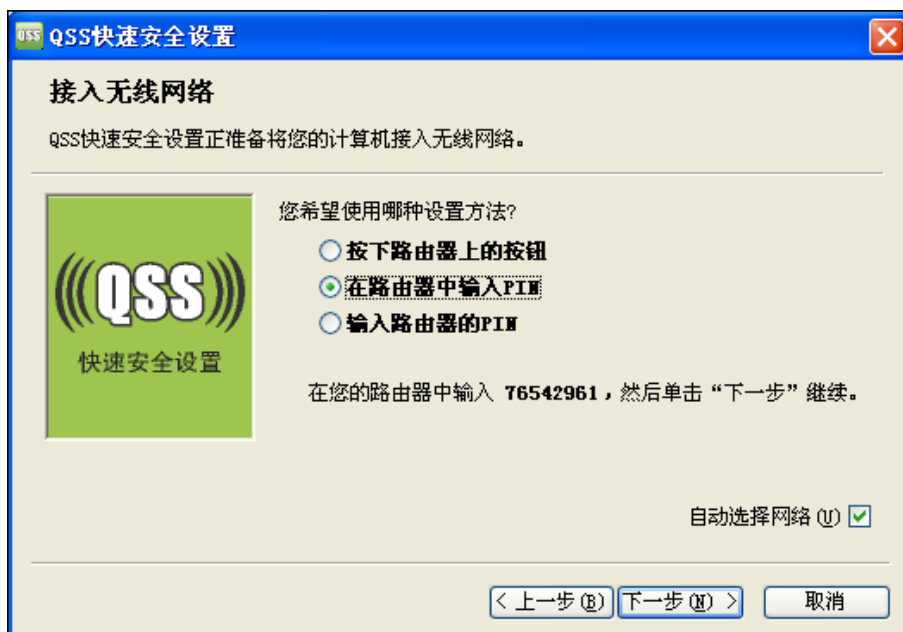 QSS QSS快速安全设置
接入无线网络
QSS快速安全设置正准备将您的计算机接入无线网络。
您希望使用哪种设置方法?
按下路由器上的按钮
在路由器中输入PIN
输入路由器的PIN
QSS
快速安全设置
在您的路由器中输入 76542961，然后单击“下一步”继续。
自动选择网络(U)
< 上一步(B) 下一步(N) > 取消